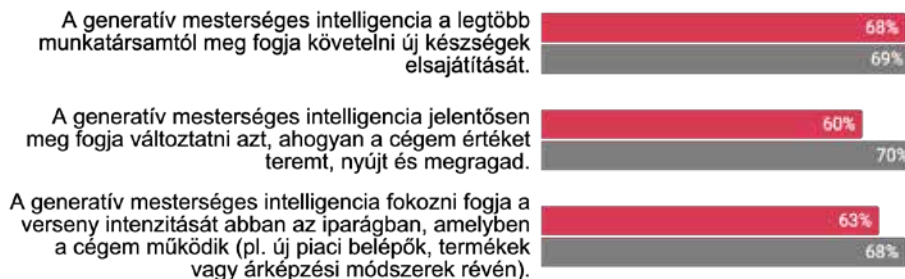 A generatív mesterséges intelligencia a legtöbb
munkatársamtól meg fogja követelni új készségek
elsajátítását.
68%
69%
A generatív mesterséges intelligencia jelentősen
meg fogja változtatni azt, ahogyan a cégem értéket
teremt, nyújt és megragad.
60%
70%
A generatív mesterséges intelligencia fokozni fogja a
verseny intenzitását abban az iparágban, amelyben
a cégem működik (pl. új piaci belépők, termékek
vagy árképzési módszerek révén).
63%
68%